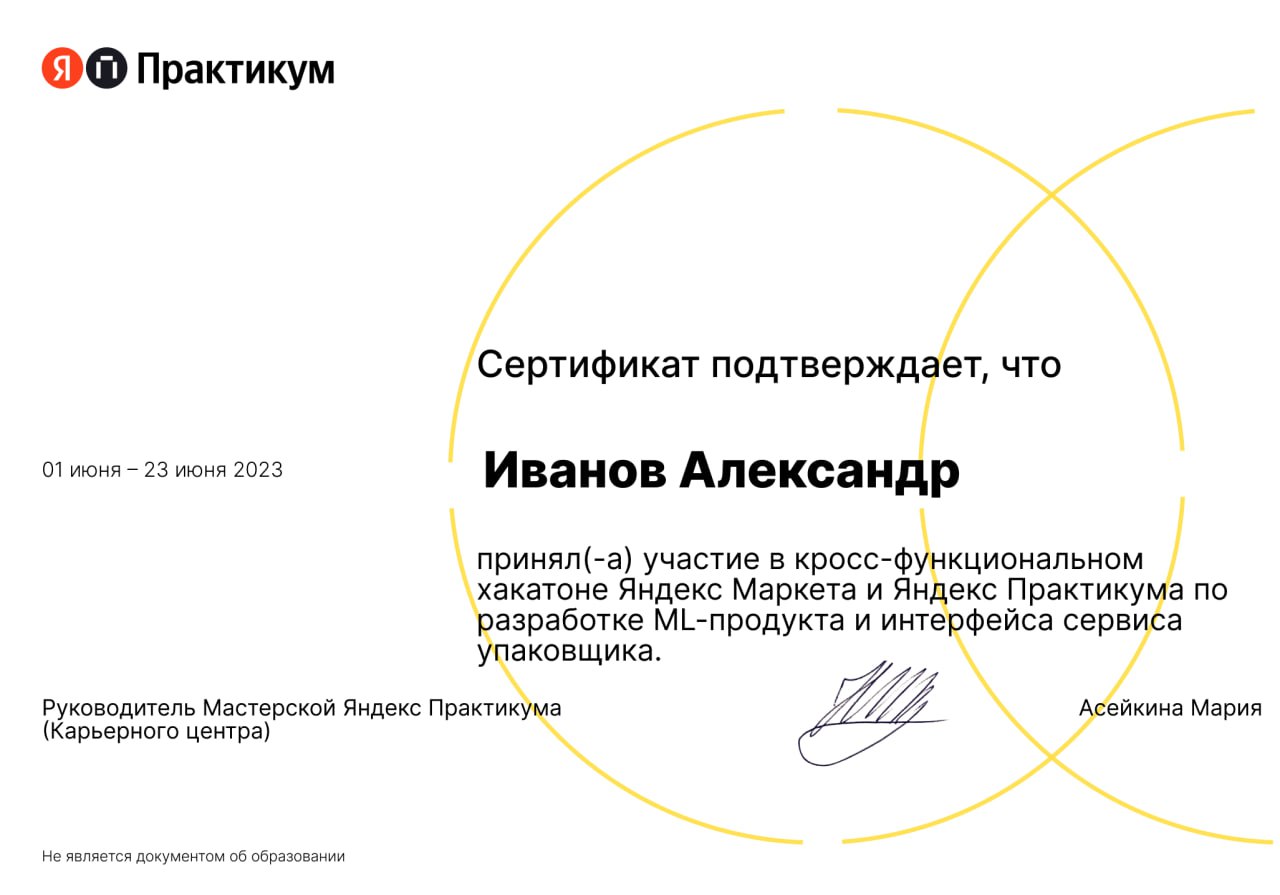 ЯП Практикум
Сертификат подтверждает, что
01 июня – 23 июня 2023
Иванов Александр
принял(-а) участие в кросс-функциональном
хакатоне Яндекс Маркета и Яндекс Практикума по
разработке ML-продукта и интерфейса сервиса
упаковщика.
Руководитель Мастерской Яндекс Практикума
(Карьерного центра)
Асейкина Мария
Не является документом об образовании